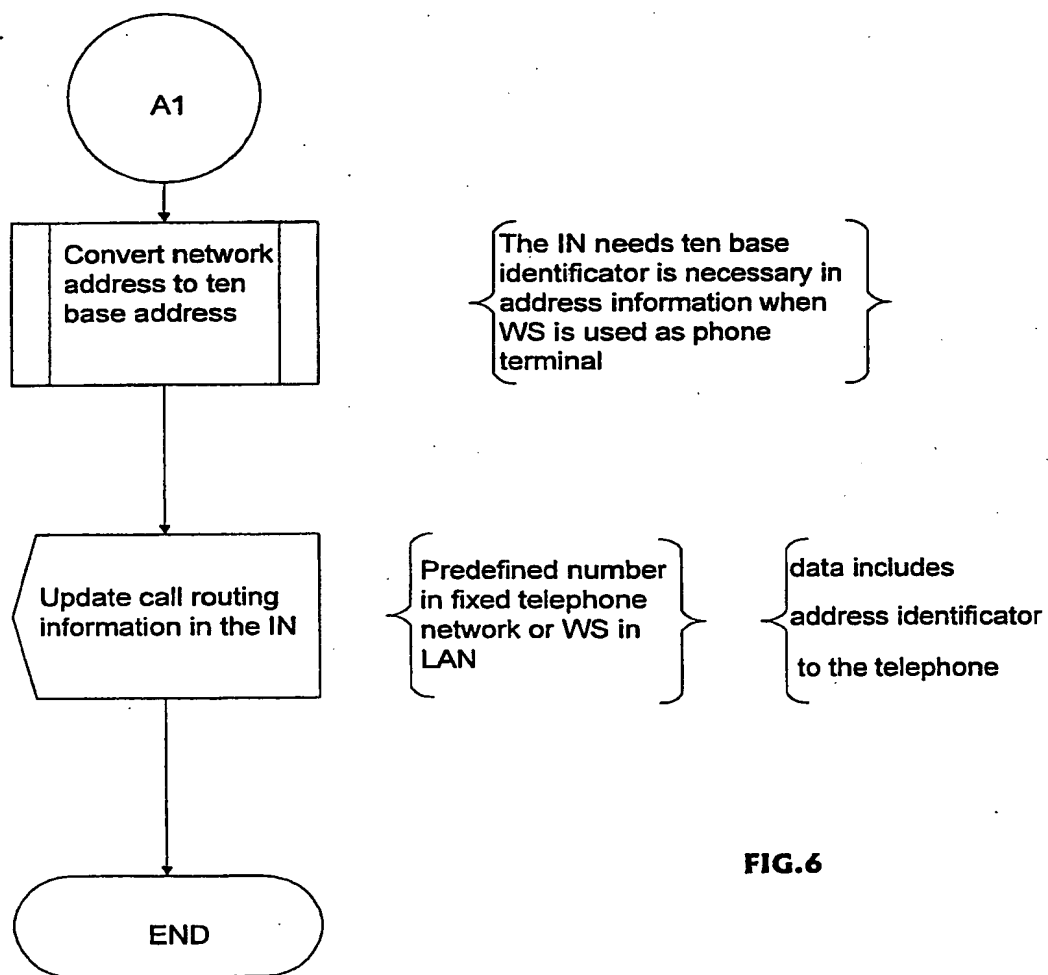 A1
Convert network
address to ten
base address
The IN needs ten base
identificator is necessary in
address information when
WS is used as phone
terminal
Update call routing
information in the IN
Predefined number
in fixed telephone
network or WS in
LAN
data includes
address identificator
to the telephone
FIG.6
END